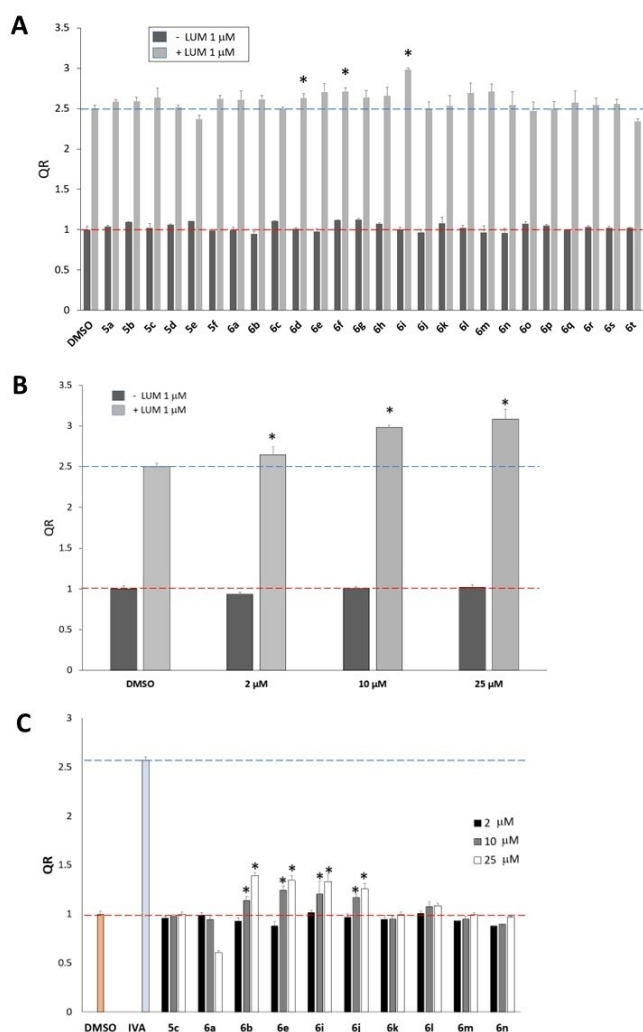 A
- LUM 1 μM
+ LUM 1 μM
3.5
3
2.5
2
1.5
1
0.5
0
QR
* * *
DMSO 5a 5b 5c 5d 5e 5f 6a 6b 6c 6d 6e 6f 6g 6h 6i 6j 6k 6l 6m 6n 6o 6p 6q 6r 6s 6t
B
- LUM 1 μM
+ LUM 1 μM
3.5
3
2.5
2
1.5
1
0.5
0
QR
* * *
DMSO 2 μM 10 μM 25 μM
C
3
2.5
2
1.5
1
0.5
0
QR
2 μM
10 μM
25 μM
* * * * * * * *
DMSO IVA 5c 6a 6b 6e 6i 6j 6k 6l 6m 6n